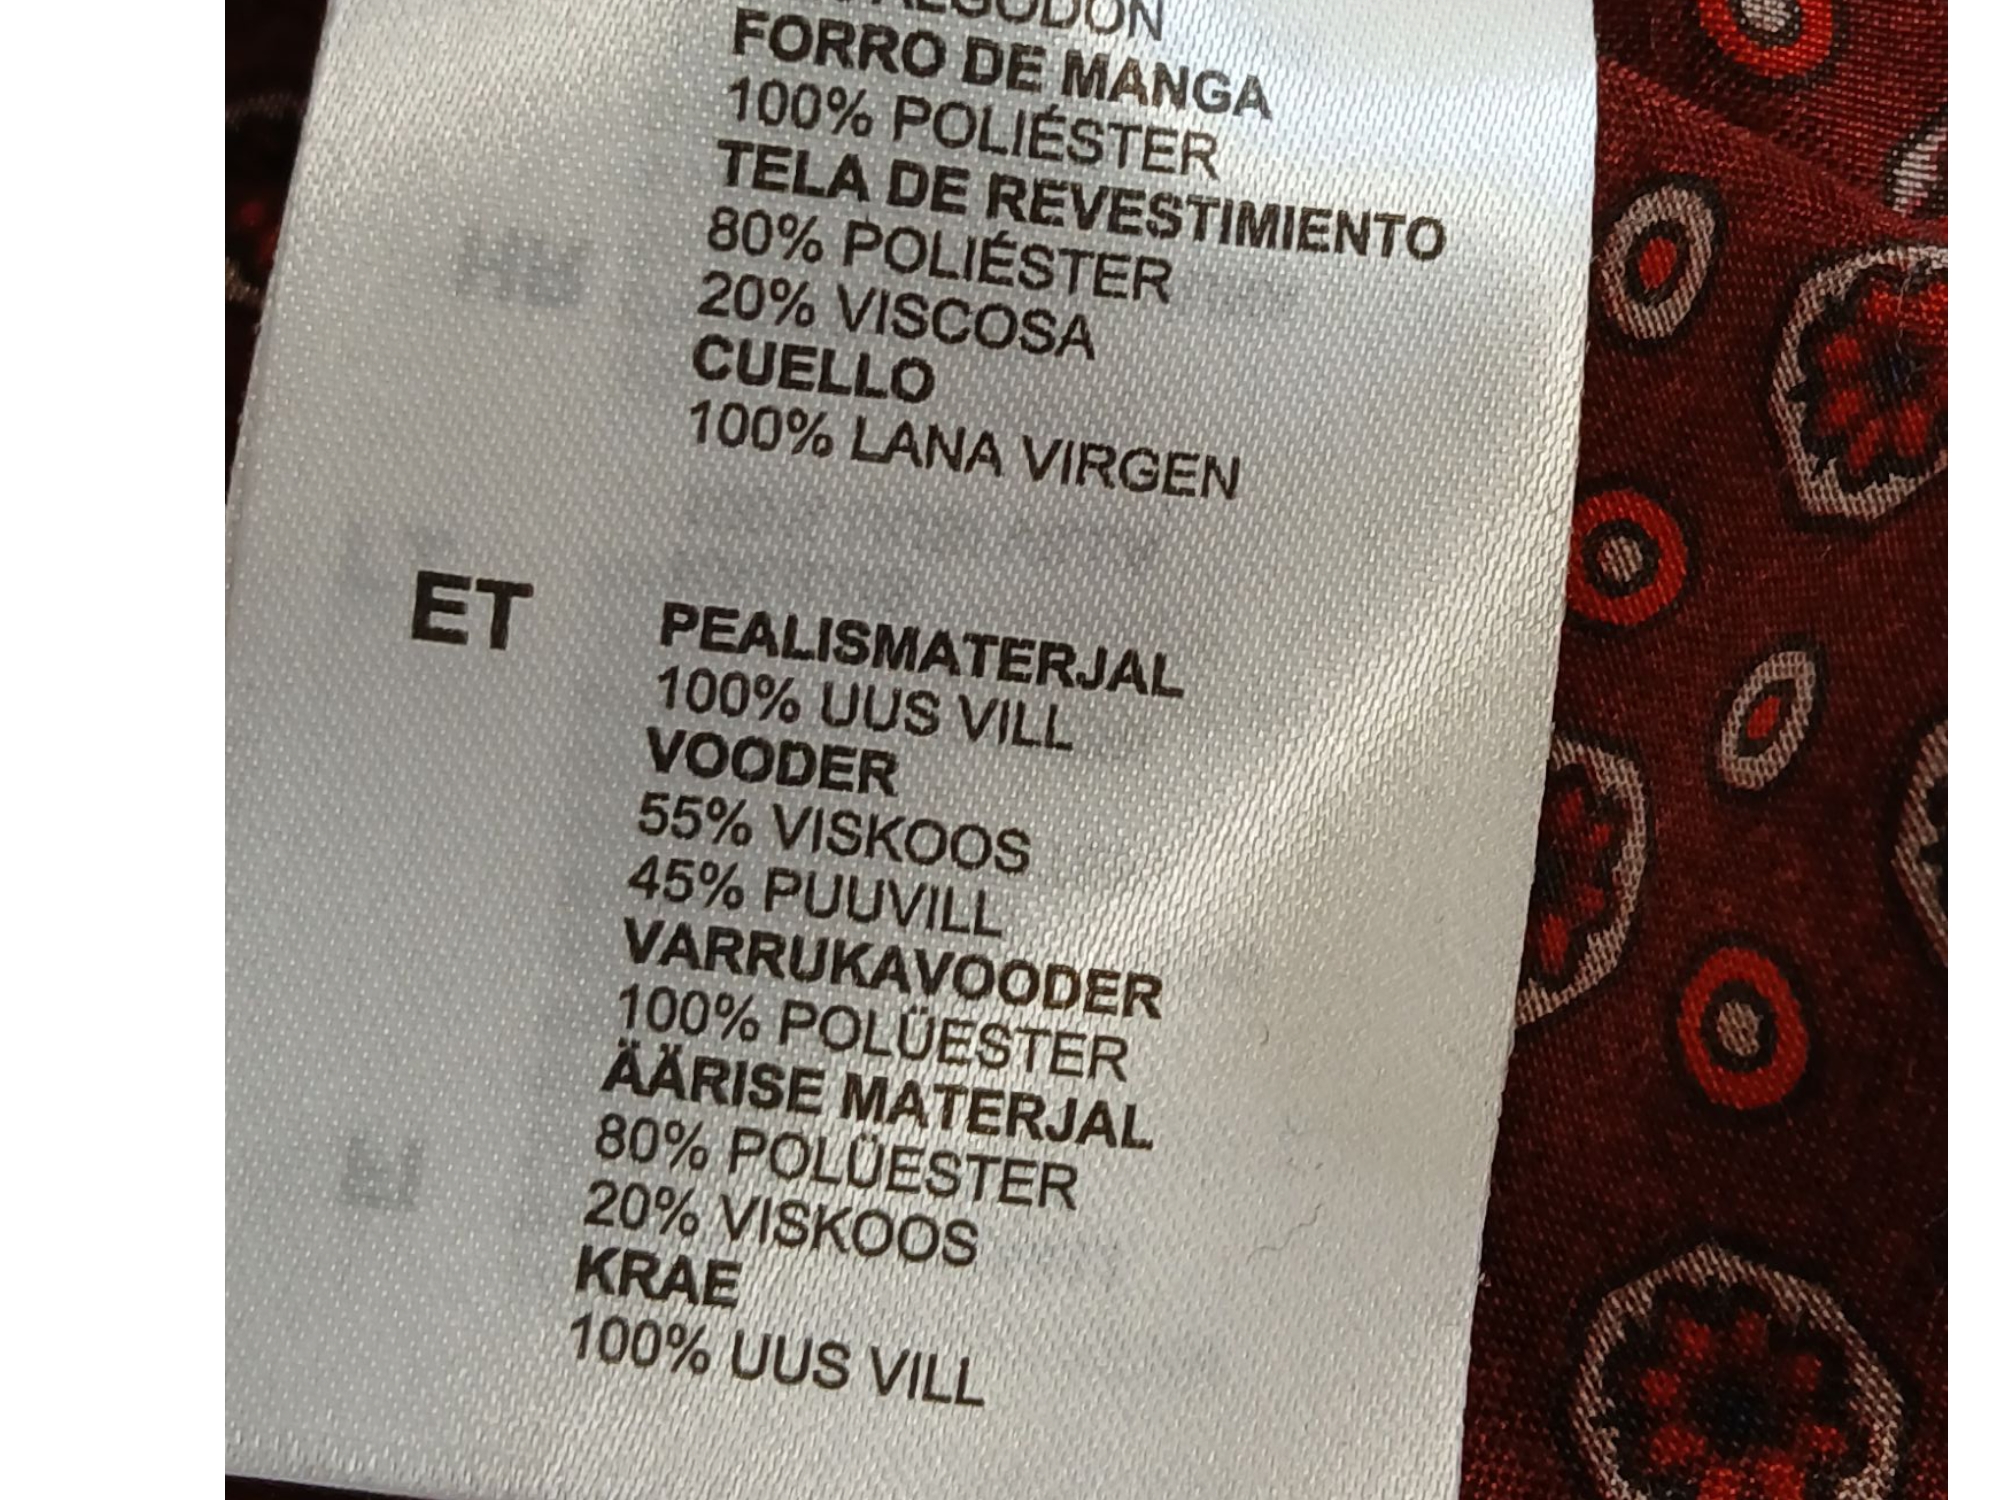 FORRO DE MANGA
100% POLIÉSTER
TELA DE REVESTIMIENTO
80% POLIÉSTER
20% VISCOSA
CUELLO
100% LANA VIRGEN
ET
PEALISMATERJAL
100% UUS VILL
VOODER
55% VISKOOS
45% PUUVILL
VARRUKAVOODER
100% POLÜESTER
ÄÄRISE MATERJAL
80% POLÜESTER
20% VISKOOS
KRAE
100% UUS VILL